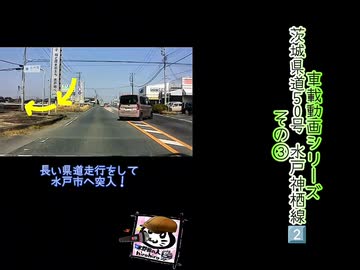 車載動画シリーズ
茨城県道50号 水戸神栖線2️⃣
その③
長い県道走行をして
水戸市へ突入！